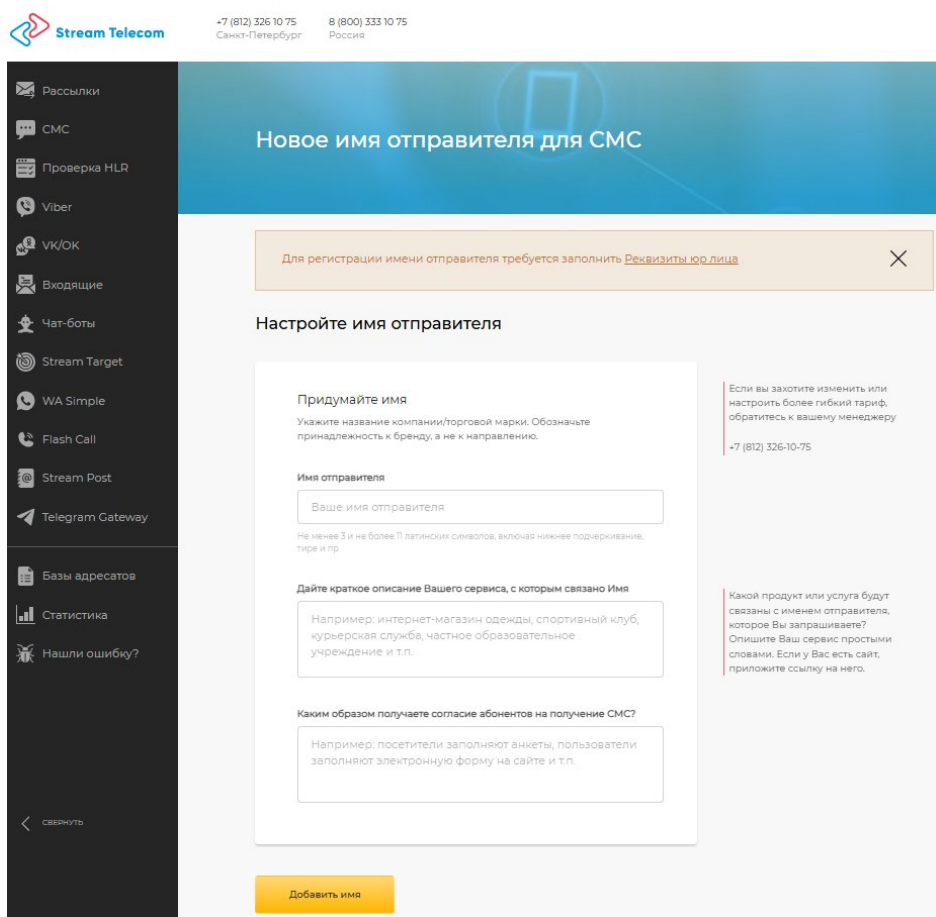 Stream Telecom
+7 (812) 326 10 75
Санкт-Петербург
8 (800) 333 10 75
Россия
Рассылки
СМС
Проверка HLR
Viber
VK/OK
Входящие
Чат-боты
Stream Target
WA Simple
Flash Call
Stream Post
Telegram Gateway
Базы адресатов
Статистика
Нашли ошибку?
СВЕРНУТЬ
Новое имя отправителя для СМС
Для регистрации имени отправителя требуется заполнить Реквизиты юр лица
Настройте имя отправителя
Придумайте имя
Укажите название компании/торговой марки. Обозначьте
принадлежность к бренду, а не к направлению.
Имя отправителя
Ваше имя отправителя
Не менее 3 и не более 11 латинских символов, включая нижнее подчеркивание,
тире и пр
Дайте краткое описание Вашего сервиса, с которым связано Имя
Например: интернет-магазин одежды, спортивный клуб,
курьерская служба, частное образовательное
учреждение и т.п.
Каким образом получаете согласие абонентов на получение СМС?
Например: посетители заполняют анкеты, пользователи
заполняют электронную форму на сайте и т.п.
Добавить имя
Если вы захотите изменить или
настроить более гибкий тариф,
обратитесь к вашему менеджеру
+7 (812) 326-10-75
Какой продукт или услуга будут
связаны с именем отправителя,
которое Вы запрашиваете?
Опишите Ваш сервис простыми
словами. Если у Вас есть сайт,
приложите ссылку на него.